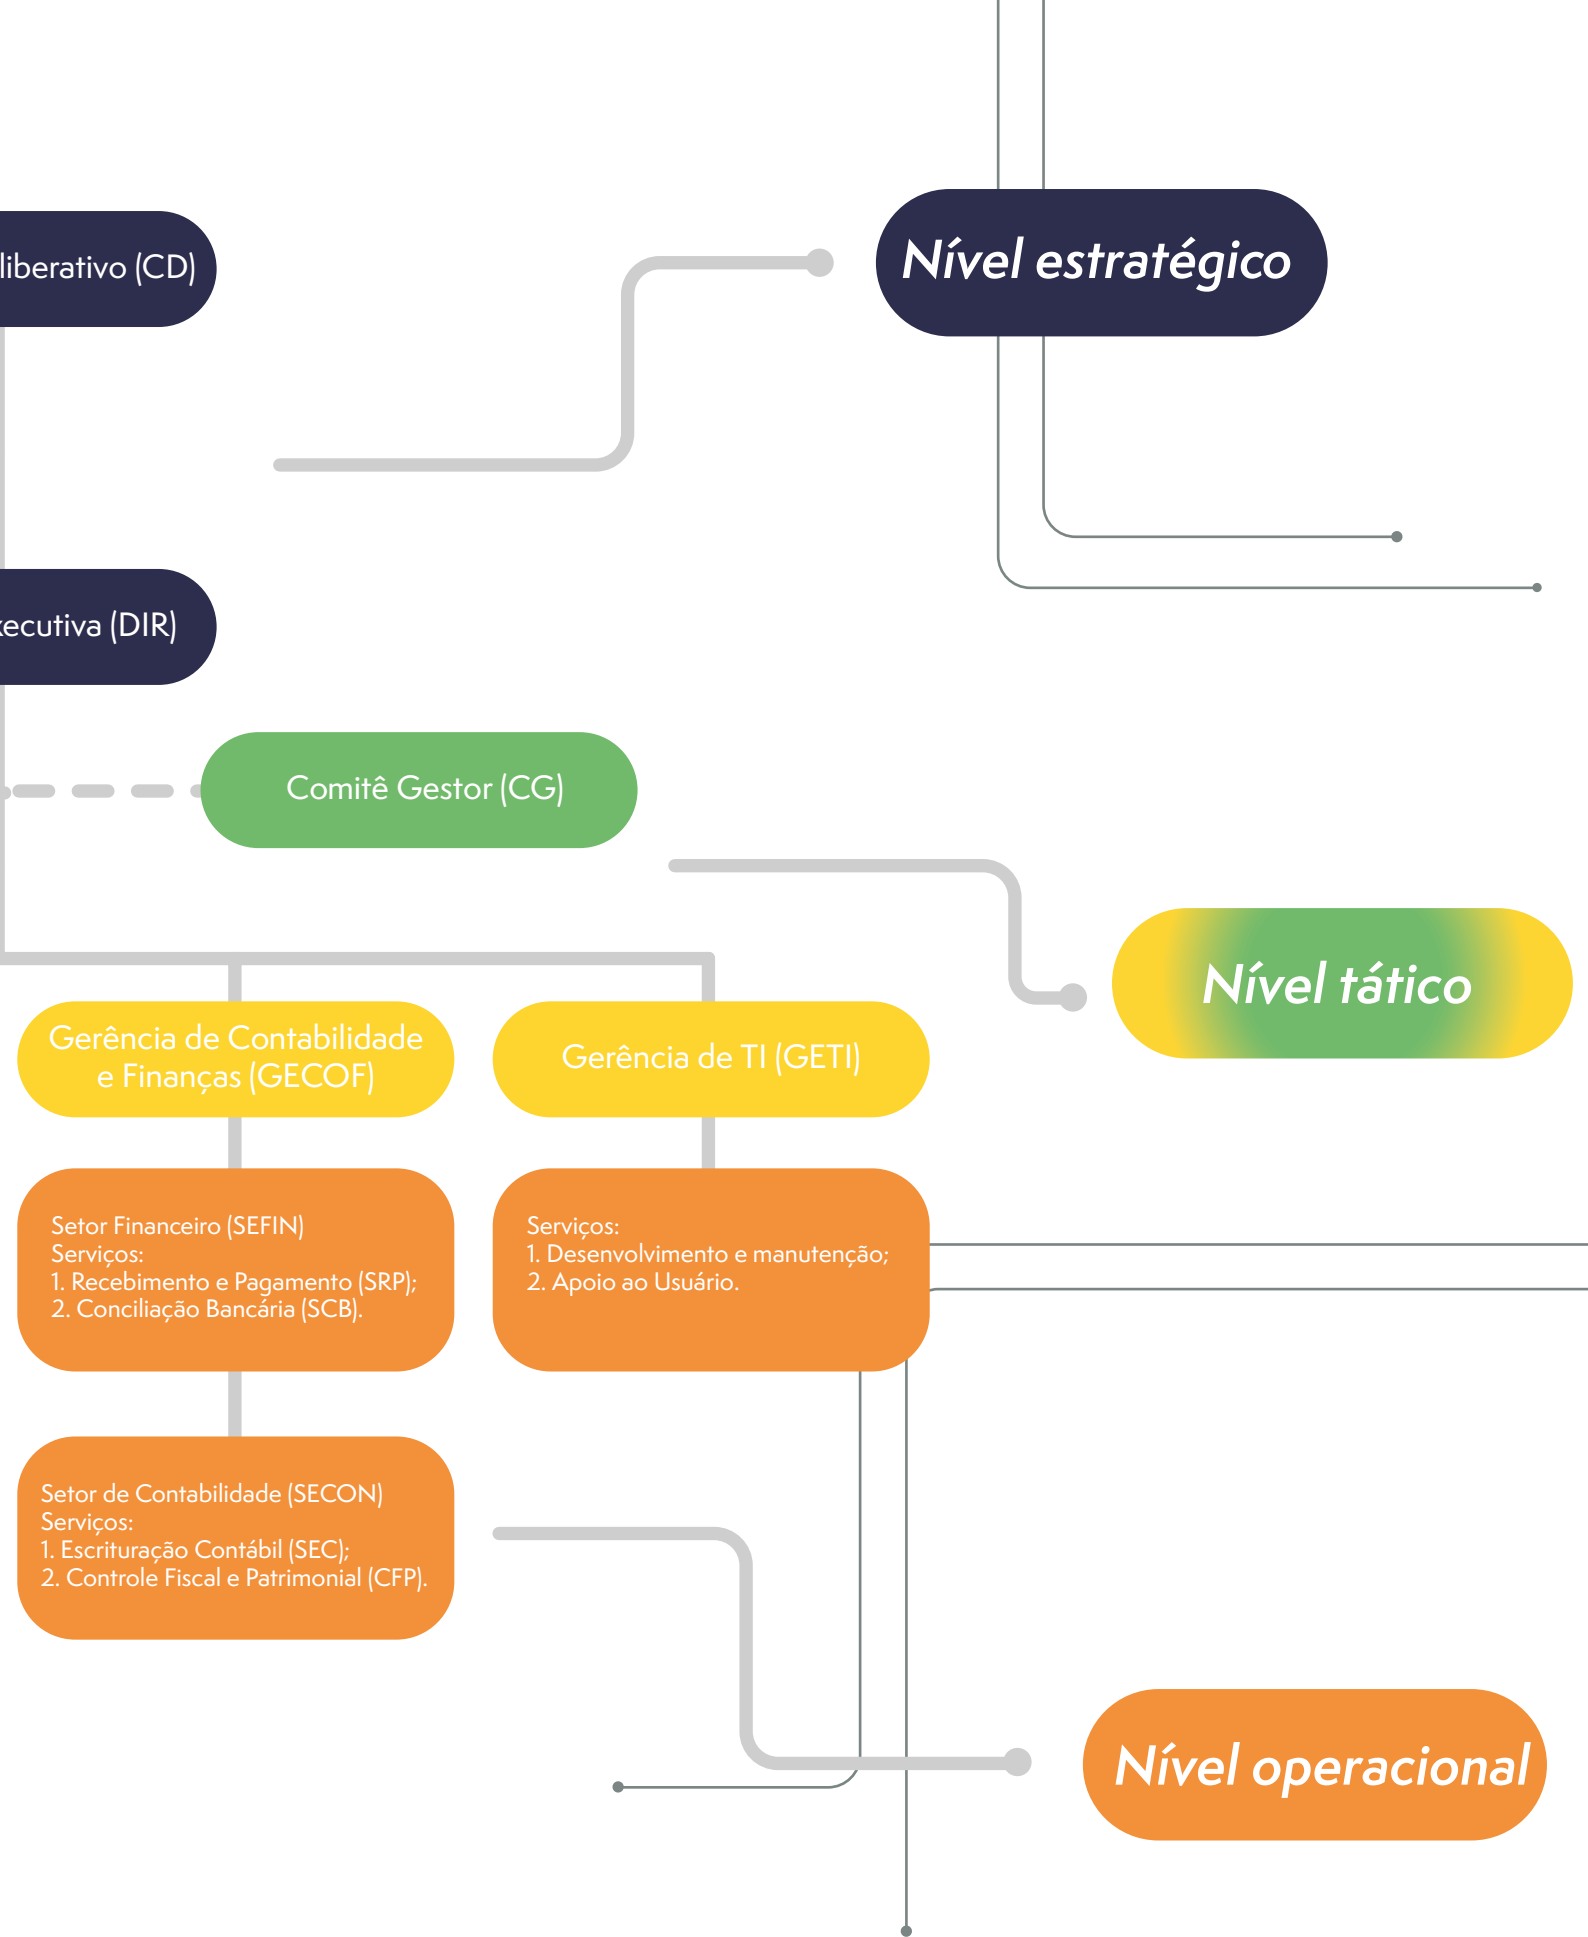 liberativo (CD)
Nível estratégico
ecutiva (DIR)
Comitê Gestor (CG)
Nível tático
Gerência de Contabilidade
e Finanças (GECOF)
Gerência de TI (GETI)
Setor Financeiro (SEFIN)
Serviços:
1. Recebimento e Pagamento (SRP);
2. Conciliação Bancária (SCB).
Serviços:
1. Desenvolvimento e manutenção;
2. Apoio ao Usuário.
Setor de Contabilidade (SECON)
Serviços:
1. Escrituração Contábil (SEC);
2. Controle Fiscal e Patrimonial (CFP).
Nível operacional